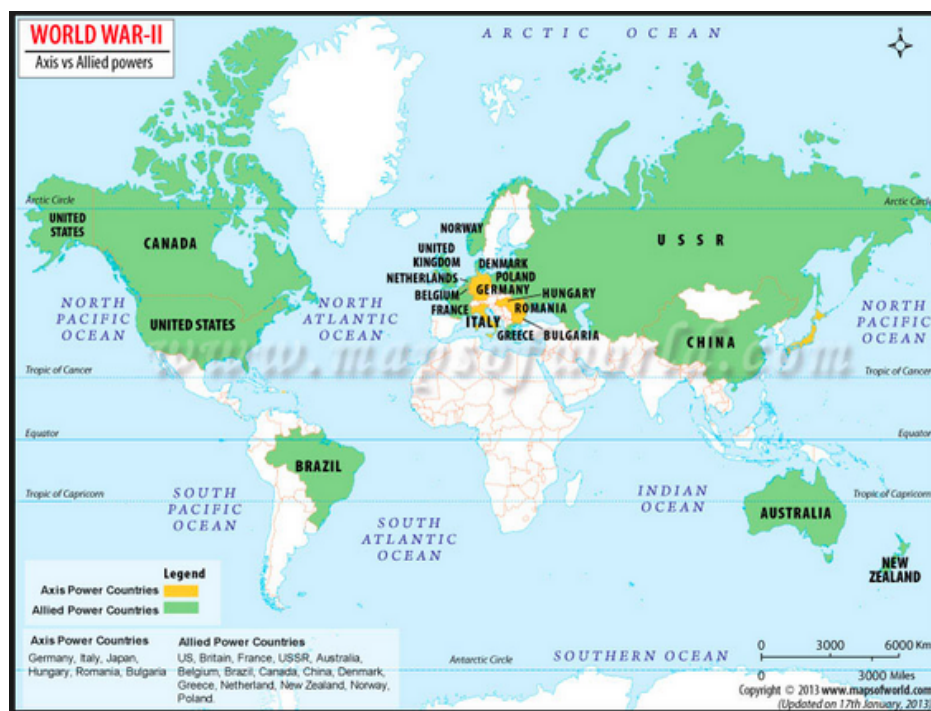 WORLD WAR-II
Axis vs Allied powers
ARCTIC OCEAN
N
Arctic Circle
Arctic Circle
UNITED
STATES
CANADA
NORWAY
USSR
UNITED
KINGDOM
DENMARK
NETHERLANDS
POLAND
GERMANY
BELGIUM
HUNGARY
FRANCE
ROMANIA
ITALY
GREECE
BULGARIA
NORTH
PACIFIC
OCEAN
UNITED STATES
NORTH
ATLANTIC
OCEAN
CHINA
NORTH
PACIFIC
OCEAN
www.mapsofworld.com
Tropic of Cancer
Tropic of Cancer
Equator
Equator
BRAZIL
Tropic of Capricorn
Tropic of Capricorn
SOUTH
PACIFIC
OCEAN
SOUTH
ATLANTIC
OCEAN
INDIAN
OCEAN
AUSTRALIA
NEW
ZEALAND
Legend
Axis Power Countries
Allied Power Countries
Axis Power Countries
Germany, Italy, Japan,
Hungary, Romania, Bulgaria
Allied Power Countries
US, Britain, France, USSR, Australia,
Belgium, Brazil, Canada, China, Denmark,
Greece, Netherland, New Zealand, Norway,
Poland.
Antarctic Circle
SOUTHERN OCEAN
0 3000 6000 Km
0 3000 Miles
Copyright © 2013 www.mapsofworld.com
(Updated on 17th January, 2013)